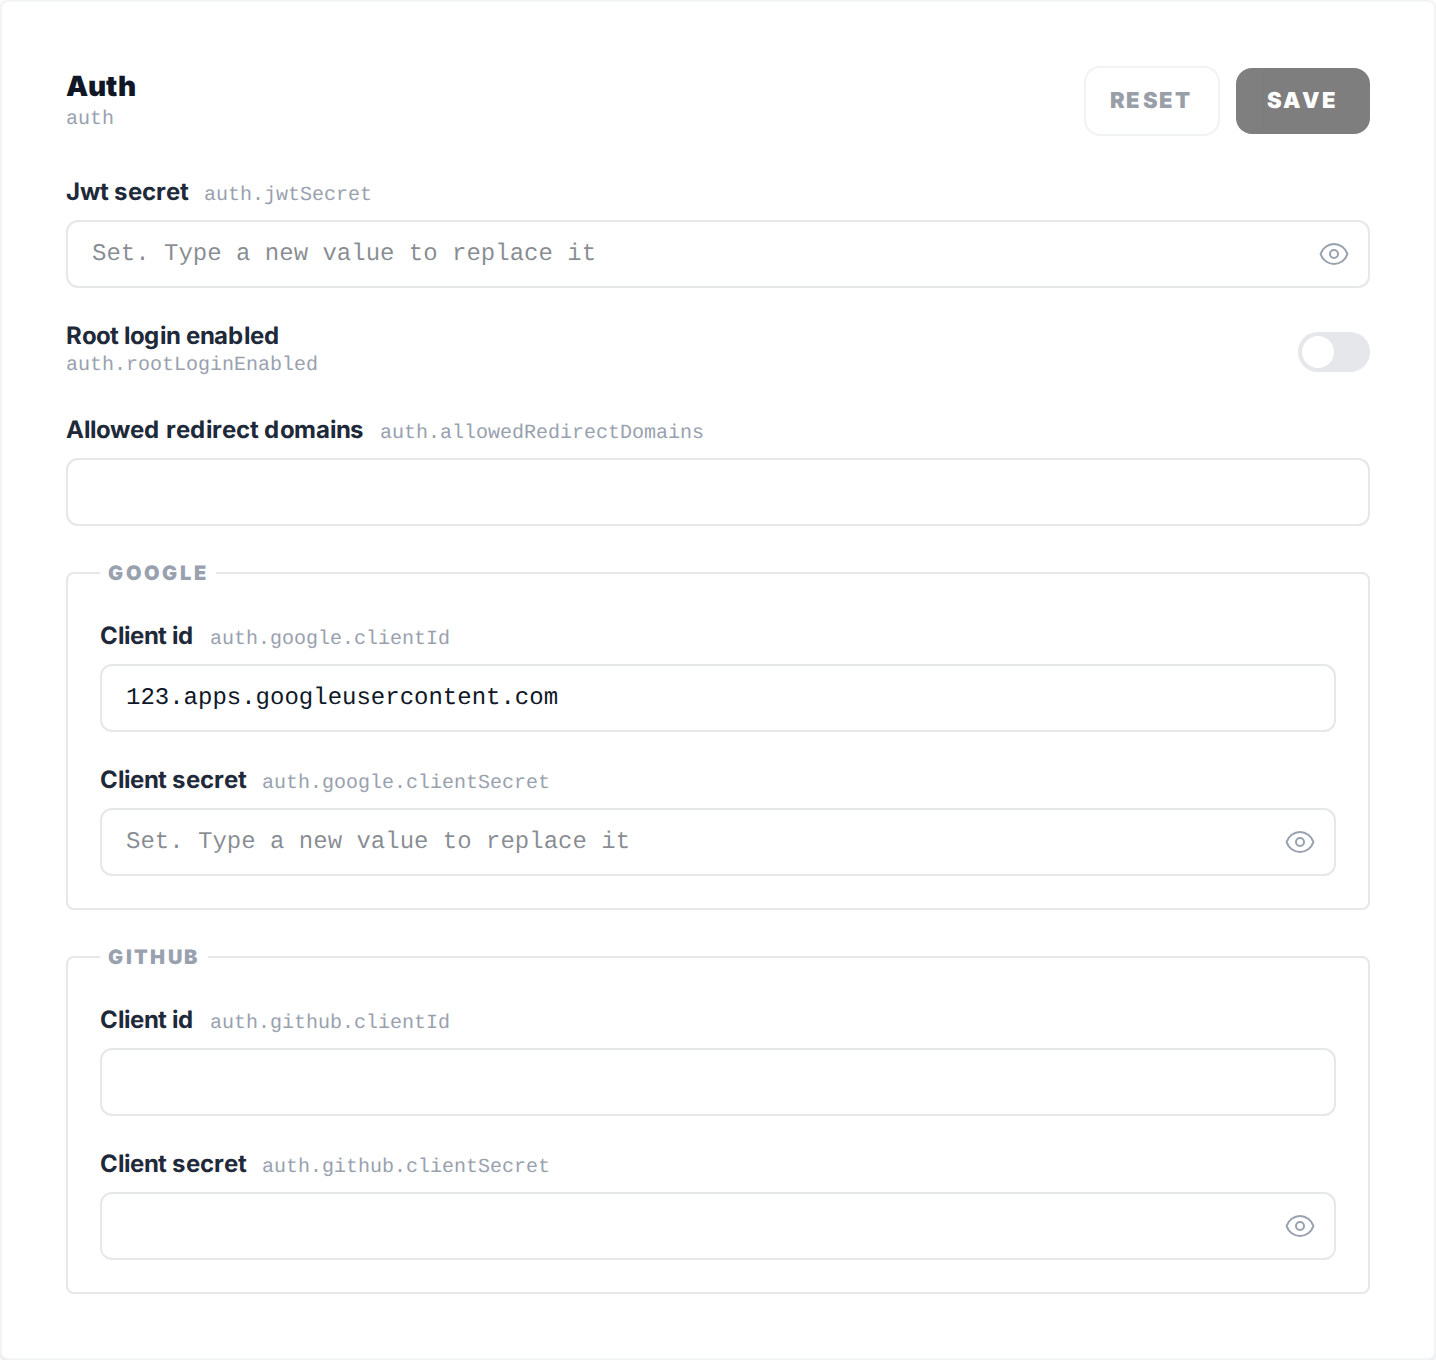 Auth
auth
RESET
SAVE
Jwt secret auth.jwtSecret
Set. Type a new value to replace it
Root login enabled
auth.rootLoginEnabled
Allowed redirect domains auth.allowedRedirectDomains
GOOGLE
Client id auth.google.clientId
123.apps.googleusercontent.com
Client secret auth.google.clientSecret
Set. Type a new value to replace it
GITHUB
Client id auth.github.clientId
Client secret auth.github.clientSecret